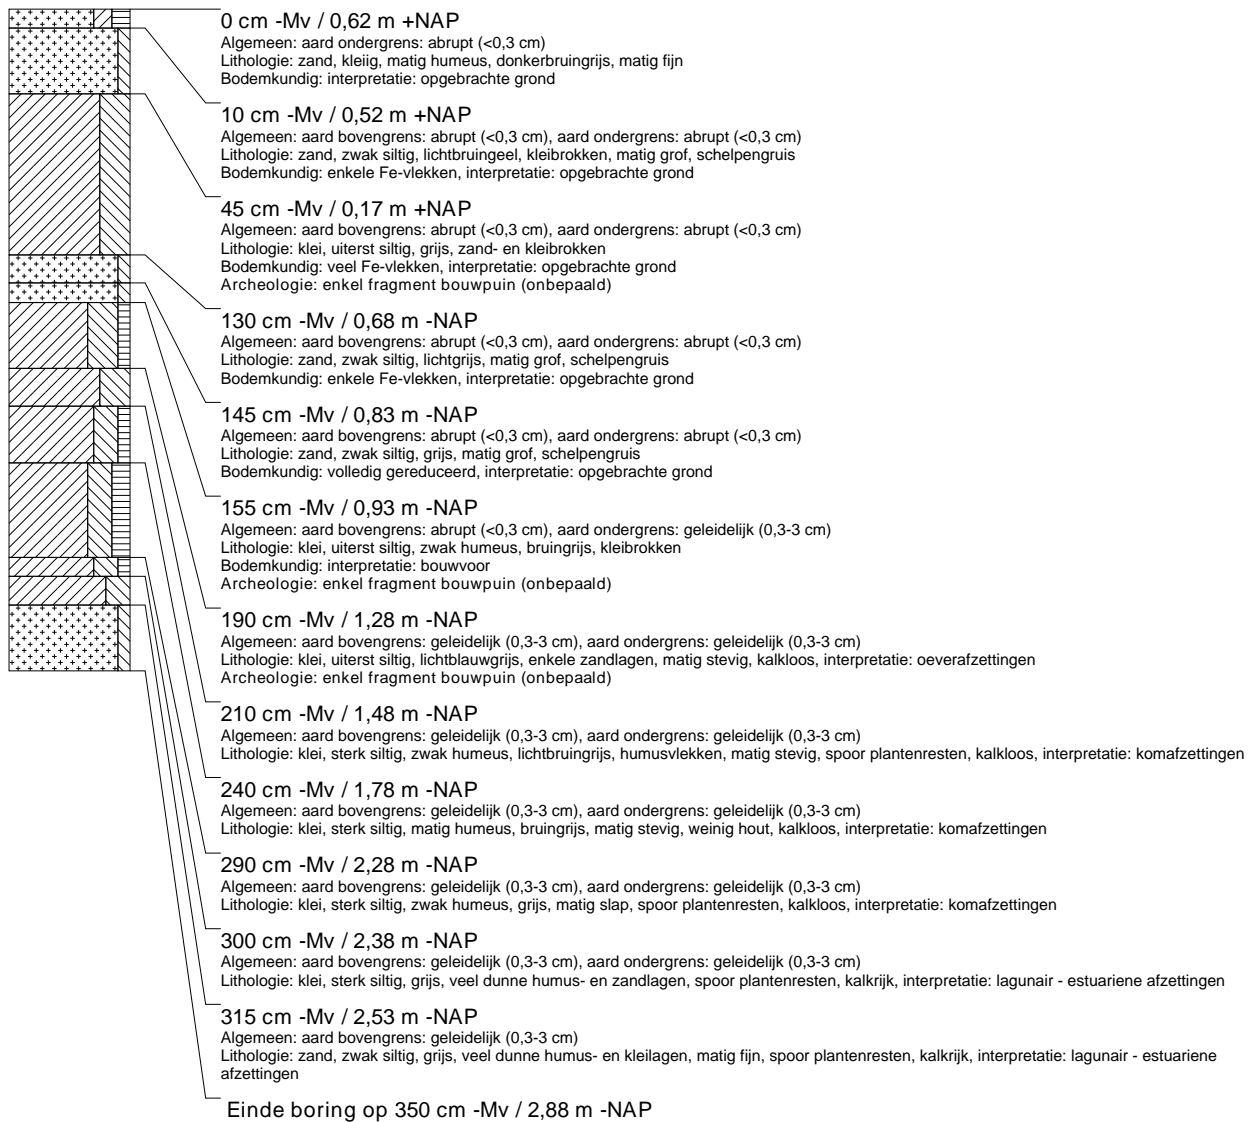 0 cm -Mv / 0,62 m +NAP
Algemeen: aard ondergrens: abrupt (<0,3 cm)
Lithologie: zand, kleiig, matig humeus, donkerbruingrijs, matig fijn
Bodemkundig: interpretatie: opgebrachte grond
10 cm -Mv / 0,52 m +NAP
Algemeen: aard bovengrens: abrupt (<0,3 cm), aard ondergrens: abrupt (<0,3 cm)
Lithologie: zand, zwak siltig, lichtbruingeel, kleibrokken, matig grof, schelpengruis
Bodemkundig: enkele Fe-vlekken, interpretatie: opgebrachte grond
45 cm -Mv / 0,17 m +NAP
Algemeen: aard bovengrens: abrupt (<0,3 cm), aard ondergrens: abrupt (<0,3 cm)
Lithologie: klei, uiterst siltig, grijs, zand- en kleibrokken
Bodemkundig: veel Fe-vlekken, interpretatie: opgebrachte grond
Archeologie: enkel fragment bouwpuin (onbepaald)
130 cm -Mv / 0,68 m -NAP
Algemeen: aard bovengrens: abrupt (<0,3 cm), aard ondergrens: abrupt (<0,3 cm)
Lithologie: zand, zwak siltig, lichtgrijs, matig grof, schelpengruis
Bodemkundig: enkele Fe-vlekken, interpretatie: opgebrachte grond
145 cm -Mv / 0,83 m -NAP
Algemeen: aard bovengrens: abrupt (<0,3 cm), aard ondergrens: abrupt (<0,3 cm)
Lithologie: zand, zwak siltig, grijs, matig grof, schelpengruis
Bodemkundig: volledig gereduceerd, interpretatie: opgebrachte grond
155 cm -Mv / 0,93 m -NAP
Algemeen: aard bovengrens: abrupt (<0,3 cm), aard ondergrens: geleidelijk (0,3-3 cm)
Lithologie: klei, uiterst siltig, zwak humeus, bruingrijs, kleibrokken
Bodemkundig: interpretatie: bouwvoor
Archeologie: enkel fragment bouwpuin (onbepaald)
190 cm -Mv / 1,28 m -NAP
Algemeen: aard bovengrens: geleidelijk (0,3-3 cm), aard ondergrens: geleidelijk (0,3-3 cm)
Lithologie: klei, uiterst siltig, lichtblauwgrijs, enkele zandlagen, matig stevig, kalkloos, interpretatie: oeverafzettingen
Archeologie: enkel fragment bouwpuin (onbepaald)
210 cm -Mv / 1,48 m -NAP
Algemeen: aard bovengrens: geleidelijk (0,3-3 cm), aard ondergrens: geleidelijk (0,3-3 cm)
Lithologie: klei, sterk siltig, zwak humeus, lichtbruingrijs, humusvlekken, matig stevig, spoor plantenresten, kalkloos, interpretatie: komafzettingen
240 cm -Mv / 1,78 m -NAP
Algemeen: aard bovengrens: geleidelijk (0,3-3 cm), aard ondergrens: geleidelijk (0,3-3 cm)
Lithologie: klei, sterk siltig, matig humeus, bruingrijs, matig stevig, weinig hout, kalkloos, interpretatie: komafzettingen
290 cm -Mv / 2,28 m -NAP
Algemeen: aard bovengrens: geleidelijk (0,3-3 cm), aard ondergrens: geleidelijk (0,3-3 cm)
Lithologie: klei, sterk siltig, zwak humeus, grijs, matig slap, spoor plantenresten, kalkloos, interpretatie: komafzettingen
300 cm -Mv / 2,38 m -NAP
Algemeen: aard bovengrens: geleidelijk (0,3-3 cm), aard ondergrens: geleidelijk (0,3-3 cm)
Lithologie: klei, sterk siltig, grijs, veel dunne humus- en zandlagen, spoor plantenresten, kalkrijk, interpretatie: lagunair - estuariene afzettingen
315 cm -Mv / 2,53 m -NAP
Algemeen: aard bovengrens: geleidelijk (0,3-3 cm)
Lithologie: zand, zwak siltig, grijs, veel dunne humus- en kleilagen, matig fijn, spoor plantenresten, kalkrijk, interpretatie: lagunair - estuariene
afzettingen
Einde boring op 350 cm -Mv / 2,88 m -NAP